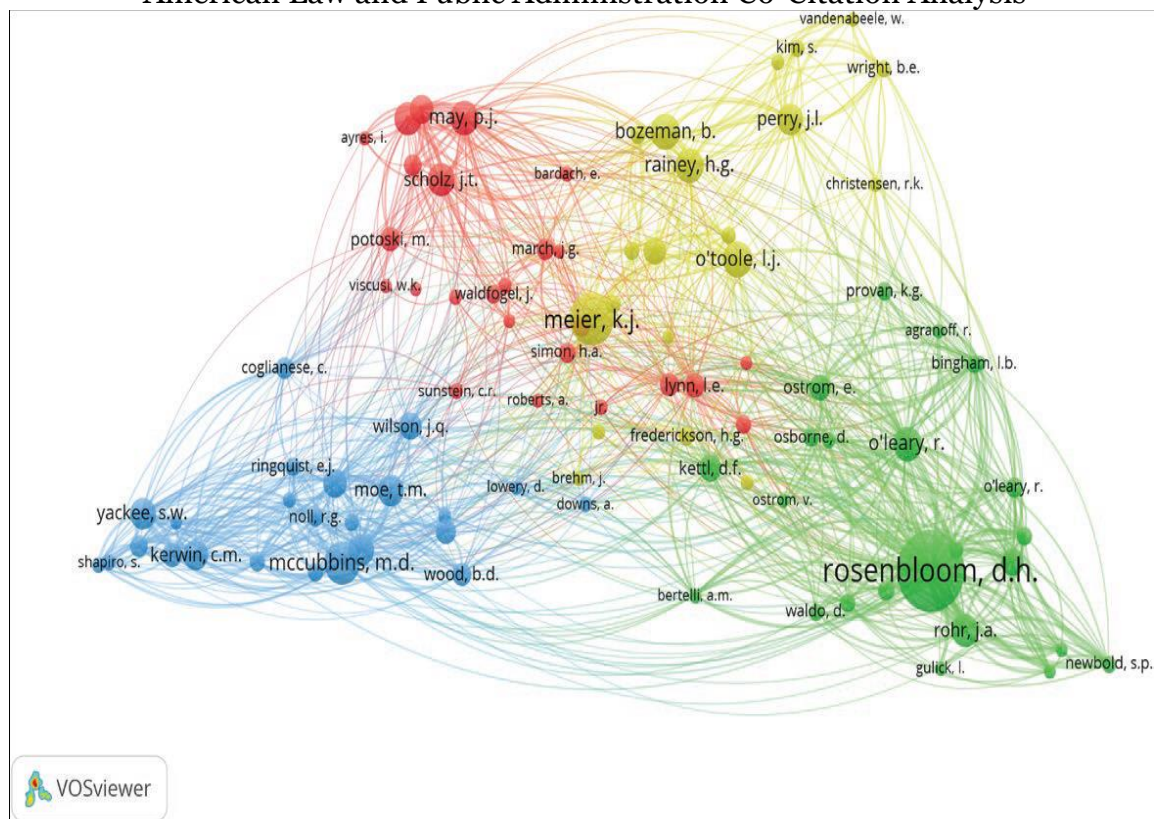 American Law and Public Administration Co-Citation Analysis
vandenabeele, w.
kim, s.
wright, b.e.
may, p.j.
perry, j.l.
bozeman, b.
ayres, i.
rainey, h.g.
scholz, j.t.
bardach, e.
christensen, r.k.
potoski, m.
march, j.g.
o'toole, l.j.
viscusi, w.k.
waldfogel, j.
provan, k.g.
meier, k.j.
agranoff, r.
simon, h.a.
bingham, l.b.
coglianese, c.
lynn, l.e.
ostrom, e.
sunstein, c.r.
roberts, a.
jr.
wilson, j.q.
frederickson, h.g.
osborne, d.
o'leary, r.
ringquist, e.j.
kettl, d.f.
moe, t.m.
lowery, d.
brehm, j.
o'leary, r.
downs, a.
ostrom, v.
yackee, s.w.
noll, r.g.
shapiro, s.
kerwin, c.m.
mccubbins, m.d.
wood, b.d.
rosenbloom, d.h.
bertelli, a.m.
waldo, d.
rohr, j.a.
gulick, l.
newbold, s.p.
VOSviewer